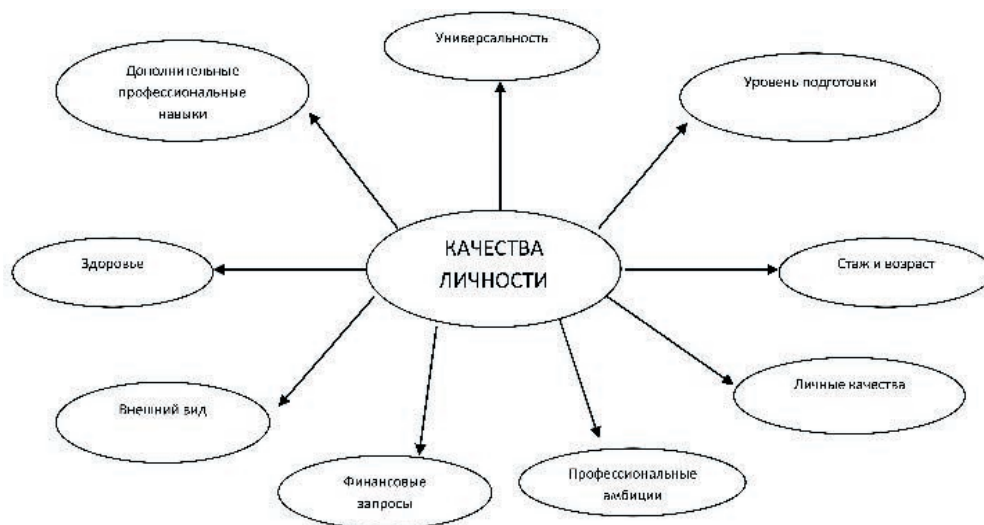 Универсальность
Дополнительные
профессиональные
навыки
Уровень подготовки
КАЧЕСТВА
ЛИЧНОСТИ
Здоровье
Стаж и возраст
Внешний вид
Личные качества
Финансовые
запросы
Профессиональные
амбиции